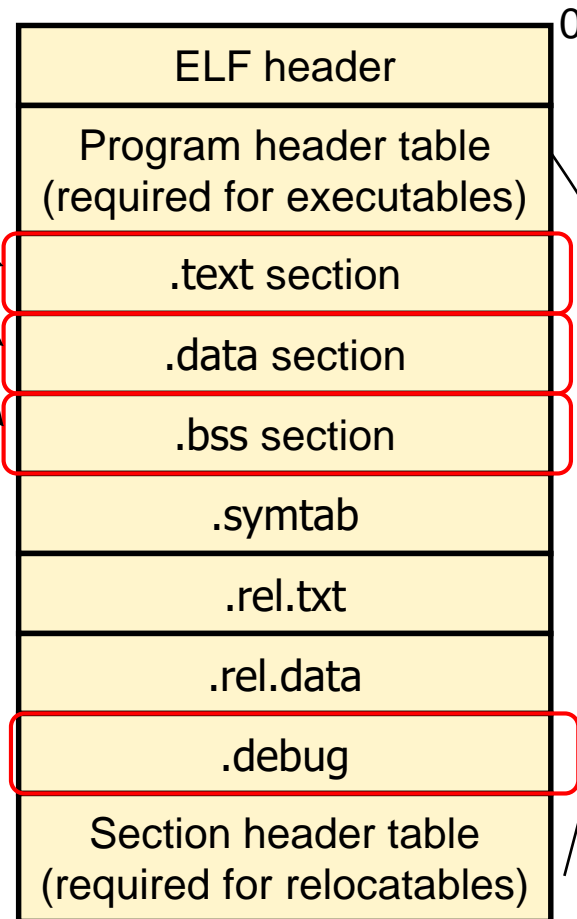 0
ELF header
Program header table
(required for executables)
.text section
.data section
.bss section
.symtab
.rel.txt
.rel.data
.debug
Section header table
(required for relocatables)